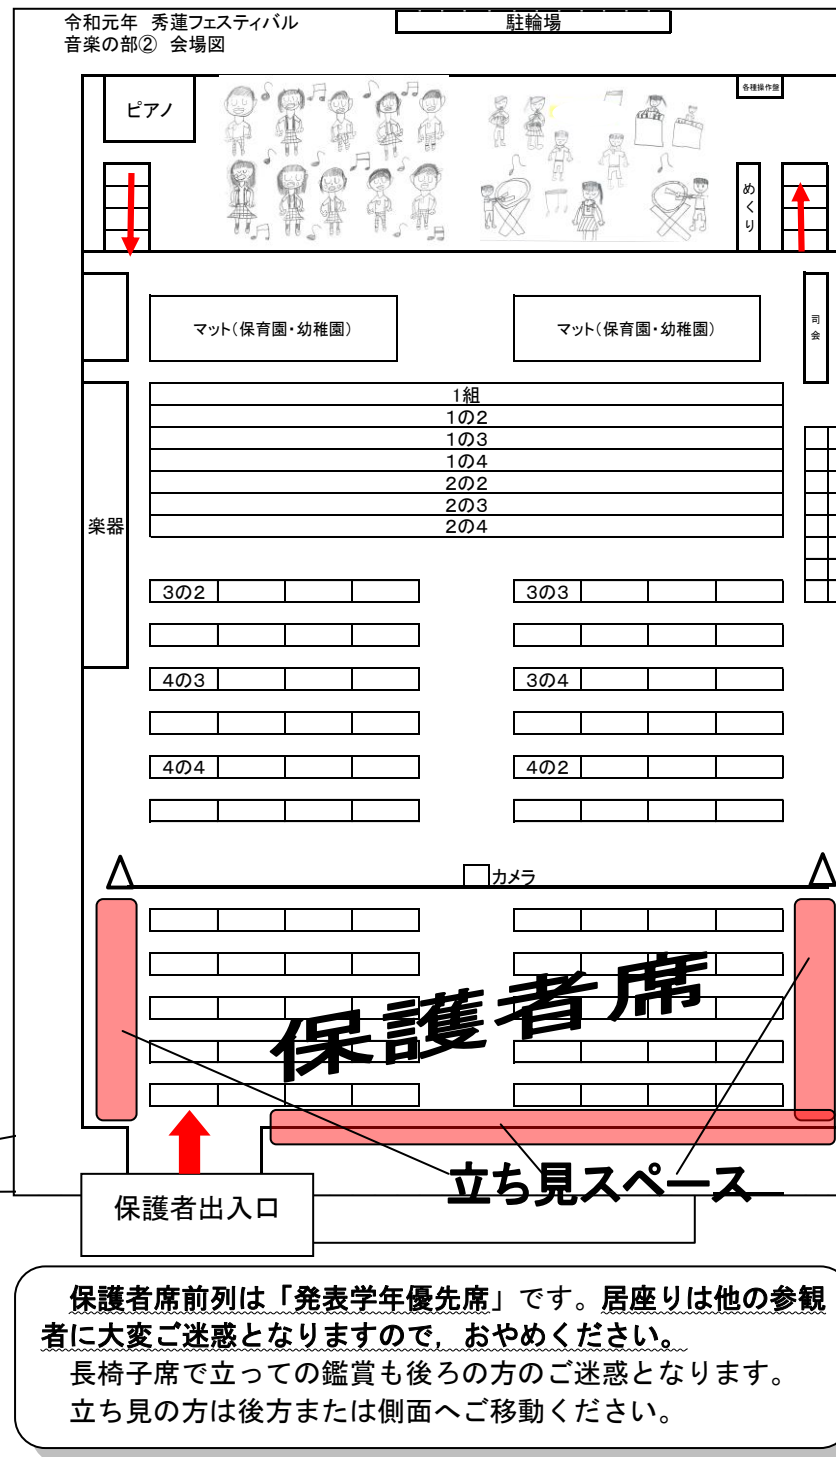 令和元年 秀蓮フェスティバル
音楽の部② 会場図
駐輪場
ピアノ
各種操作盤
めくり
司会
マット(保育園・幼稚園)
マット(保育園・幼稚園)
1組
1の2
1の3
1の4
2の2
2の3
2の4
楽器
3の2
3の3
4の3
3の4
4の4
4の2
カメラ
保護者席
立ち見スペース
保護者出入口
保護者席前列は「発表学年優先席」です。居座りは他の参観
者に大変ご迷惑となりますので，おやめください。
長椅子席で立っての鑑賞も後ろの方のご迷惑となります。
立ち見の方は後方または側面へご移動ください。